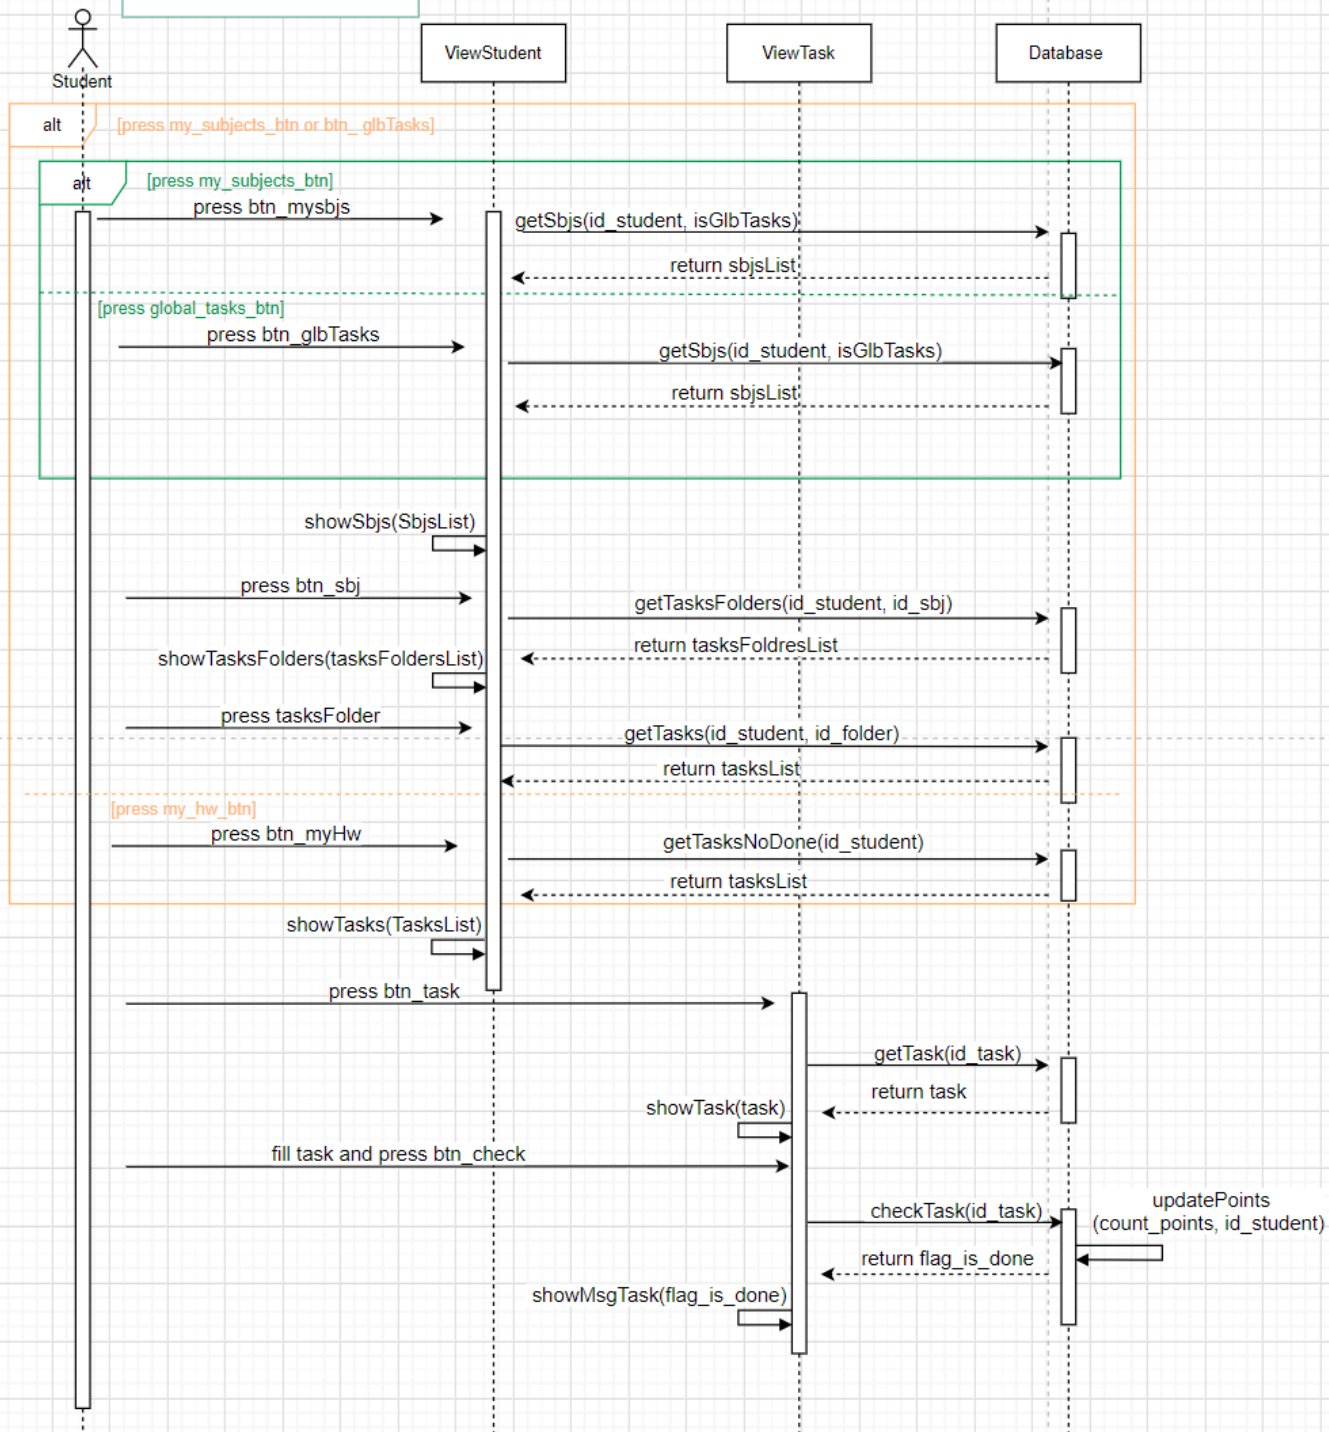 Student
ViewStudent
ViewTask
Database
alt
[press my_subjects_btn or btn_ glbTasks]
alt
[press my_subjects_btn]
press btn_mysbjs
getSbjs(id_student, isGlbTasks)
return sbjsList
[press global_tasks_btn]
press btn_glbTasks
getSbjs(id_student, isGlbTasks)
return sbjsList
showSbjs(SbjsList)
press btn_sbj
getTasksFolders(id_student, id_sbj)
return tasksFoldresList
showTasksFolders(tasksFoldersList)
press tasksFolder
getTasks(id_student, id_folder)
return tasksList
[press my_hw_btn]
press btn_myHw
getTasksNoDone(id_student)
return tasksList
showTasks(TasksList)
press btn_task
getTask(id_task)
return task
showTask(task)
fill task and press btn_check
updatePoints
(count_points, id_student)
checkTask(id_task)
return flag_is_done
showMsgTask(flag_is_done)